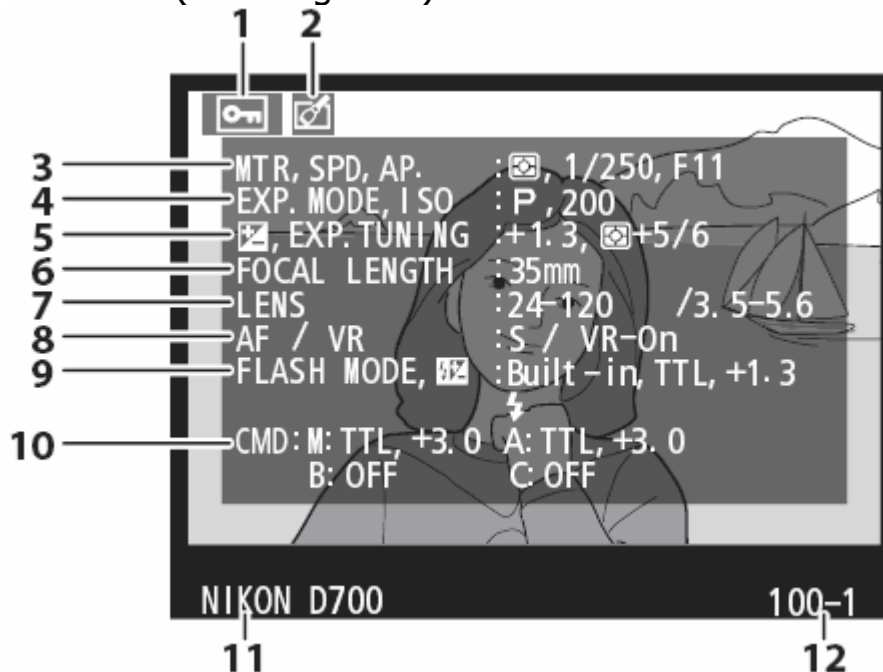 1 2
3 MTR, SPD, AP. : , 1/250, F11
4 EXP. MODE, ISO : P, 200
5 , EXP. TUNING : +1.3, +5/6
6 FOCAL LENGTH : 35mm
7 LENS : 24-120 /3.5-5.6
8 AF / VR : S / VR-On
9 FLASH MODE, : Built-in, TTL, +1.3
10 CMD: M: TTL, +3.0 A: TTL, +3.0
B: OFF C: OFF
NIKON D700 100-1
11 12